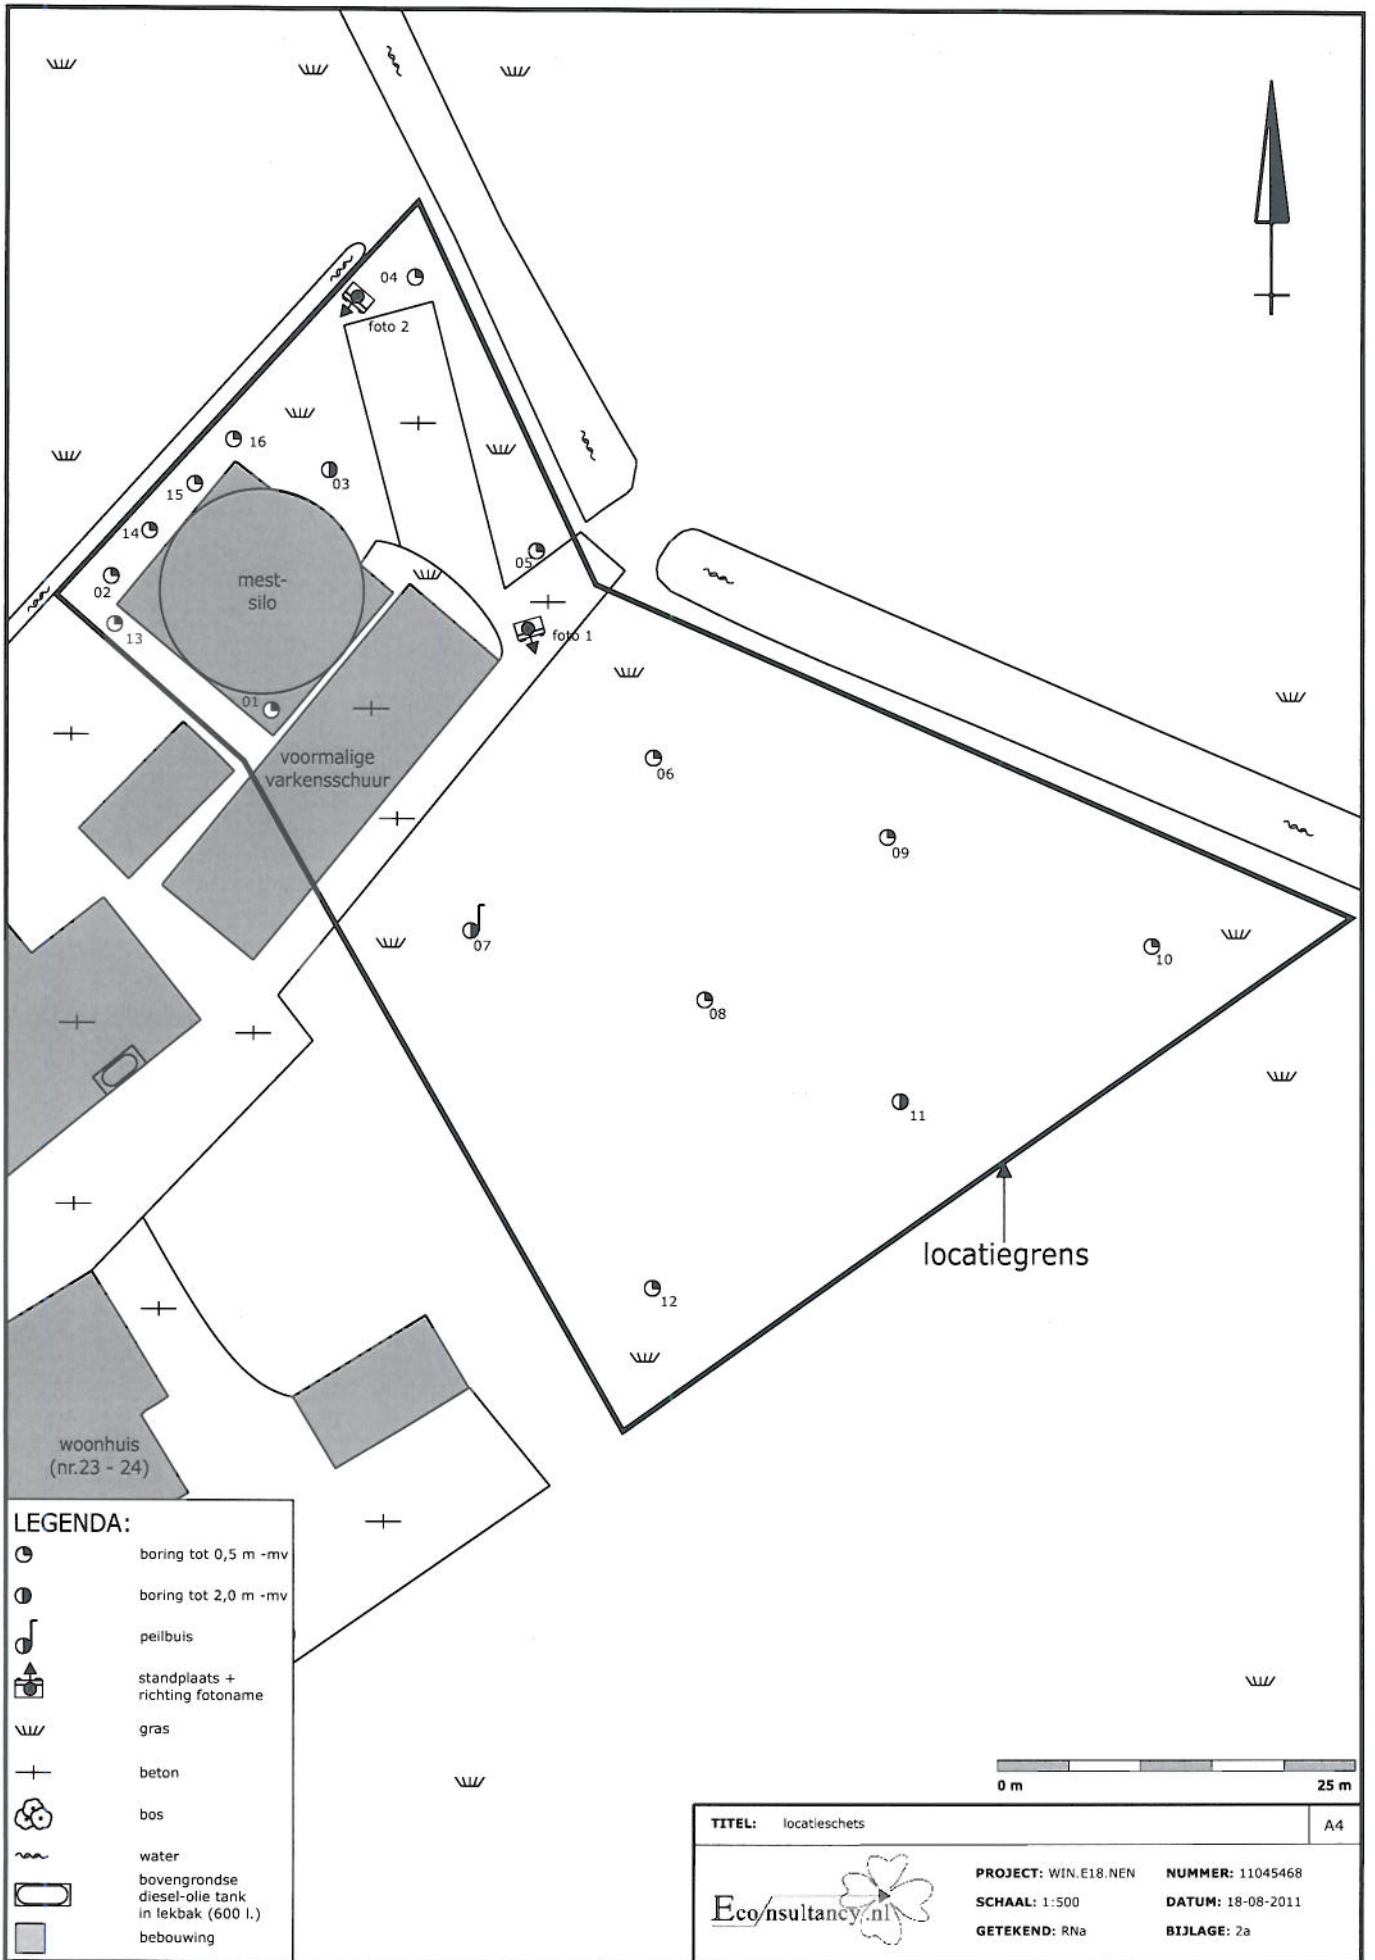 04
foto 2
16
03
15
14
05
02
mest-
silo
13
foto 1
01
voormalige
varkensschuur
06
09
07
10
08
11
locatiegrens
12
woonhuis
(nr.23 - 24)
LEGENDA:
boring tot 0,5 m -mv
boring tot 2,0 m -mv
peilbuis
standplaats +
richting fotoname
gras
beton
bos
water
bovengrondse
diesel-olie tank
in lekbak (600 l.)
bebouwing
0 m 25 m
TITEL: locatieschets A4
Eco/nsultancy.nl
PROJECT: WIN.E18.NEN NUMMER: 11045468
SCHAAL: 1:500 DATUM: 18-08-2011
GETEKEND: RNa BIJLAGE: 2a